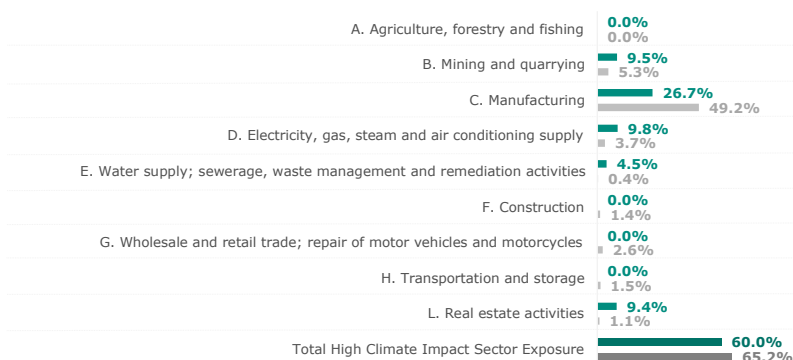 A. Agriculture, forestry and fishing
0.0%
0.0%
B. Mining and quarrying
9.5%
5.3%
C. Manufacturing
26.7%
49.2%
D. Electricity, gas, steam and air conditioning supply
9.8%
3.7%
E. Water supply; sewerage, waste management and remediation activities
4.5%
0.4%
F. Construction
0.0%
1.4%
G. Wholesale and retail trade; repair of motor vehicles and motorcycles
0.0%
2.6%
H. Transportation and storage
0.0%
1.5%
L. Real estate activities
9.4%
1.1%
Total High Climate Impact Sector Exposure
60.0%
65.2%